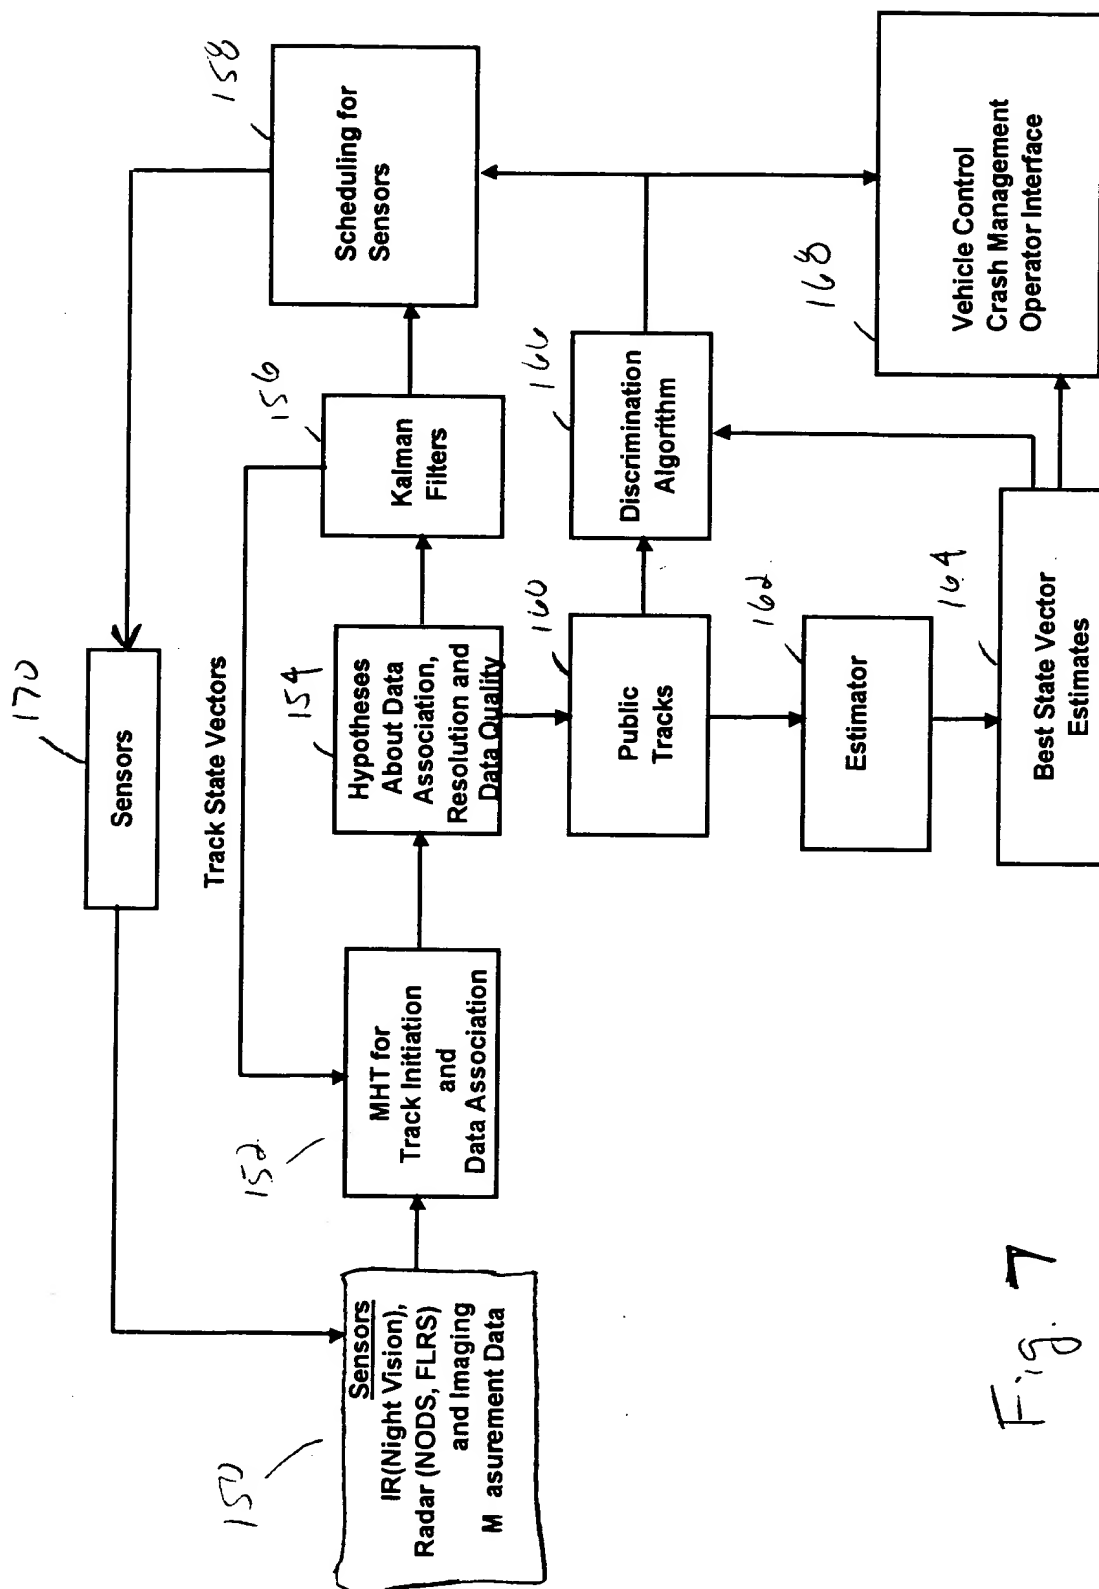 170
Sensors
158
Scheduling for
Sensors
Track State Vectors
156
Kalman
Filters
154
Hypotheses
About Data
Association,
Resolution and
Data Quality
152
MHT for
Track Initiation
and
Data Association
150
Sensors
IR(Night Vision),
Radar (NODS, FLRS)
and Imaging
M asurement Data
160
Public
Tracks
166
Discrimination
Algorithm
162
Estimator
164
Best State Vector
Estimates
168
Vehicle Control
Crash Management
Operator Interface
Fig. 7